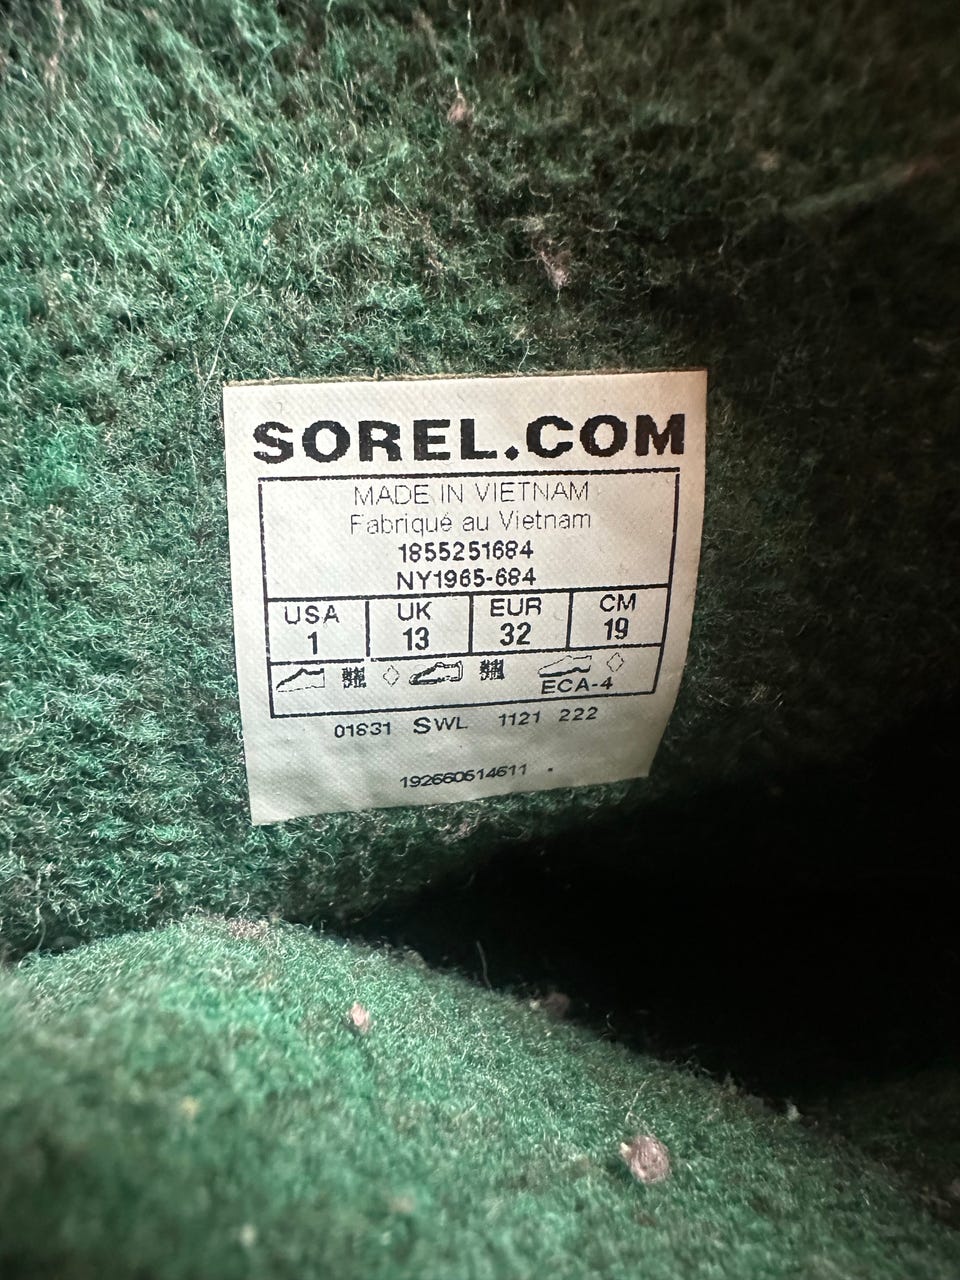 SOREL.COM
MADE IN VIETNAM
Fabriqué au Vietnam
1855251684
NY1965-684
USA UK EUR CM
1 13 32 19
ECA-4
01831 SWL 1121 222
192660614611